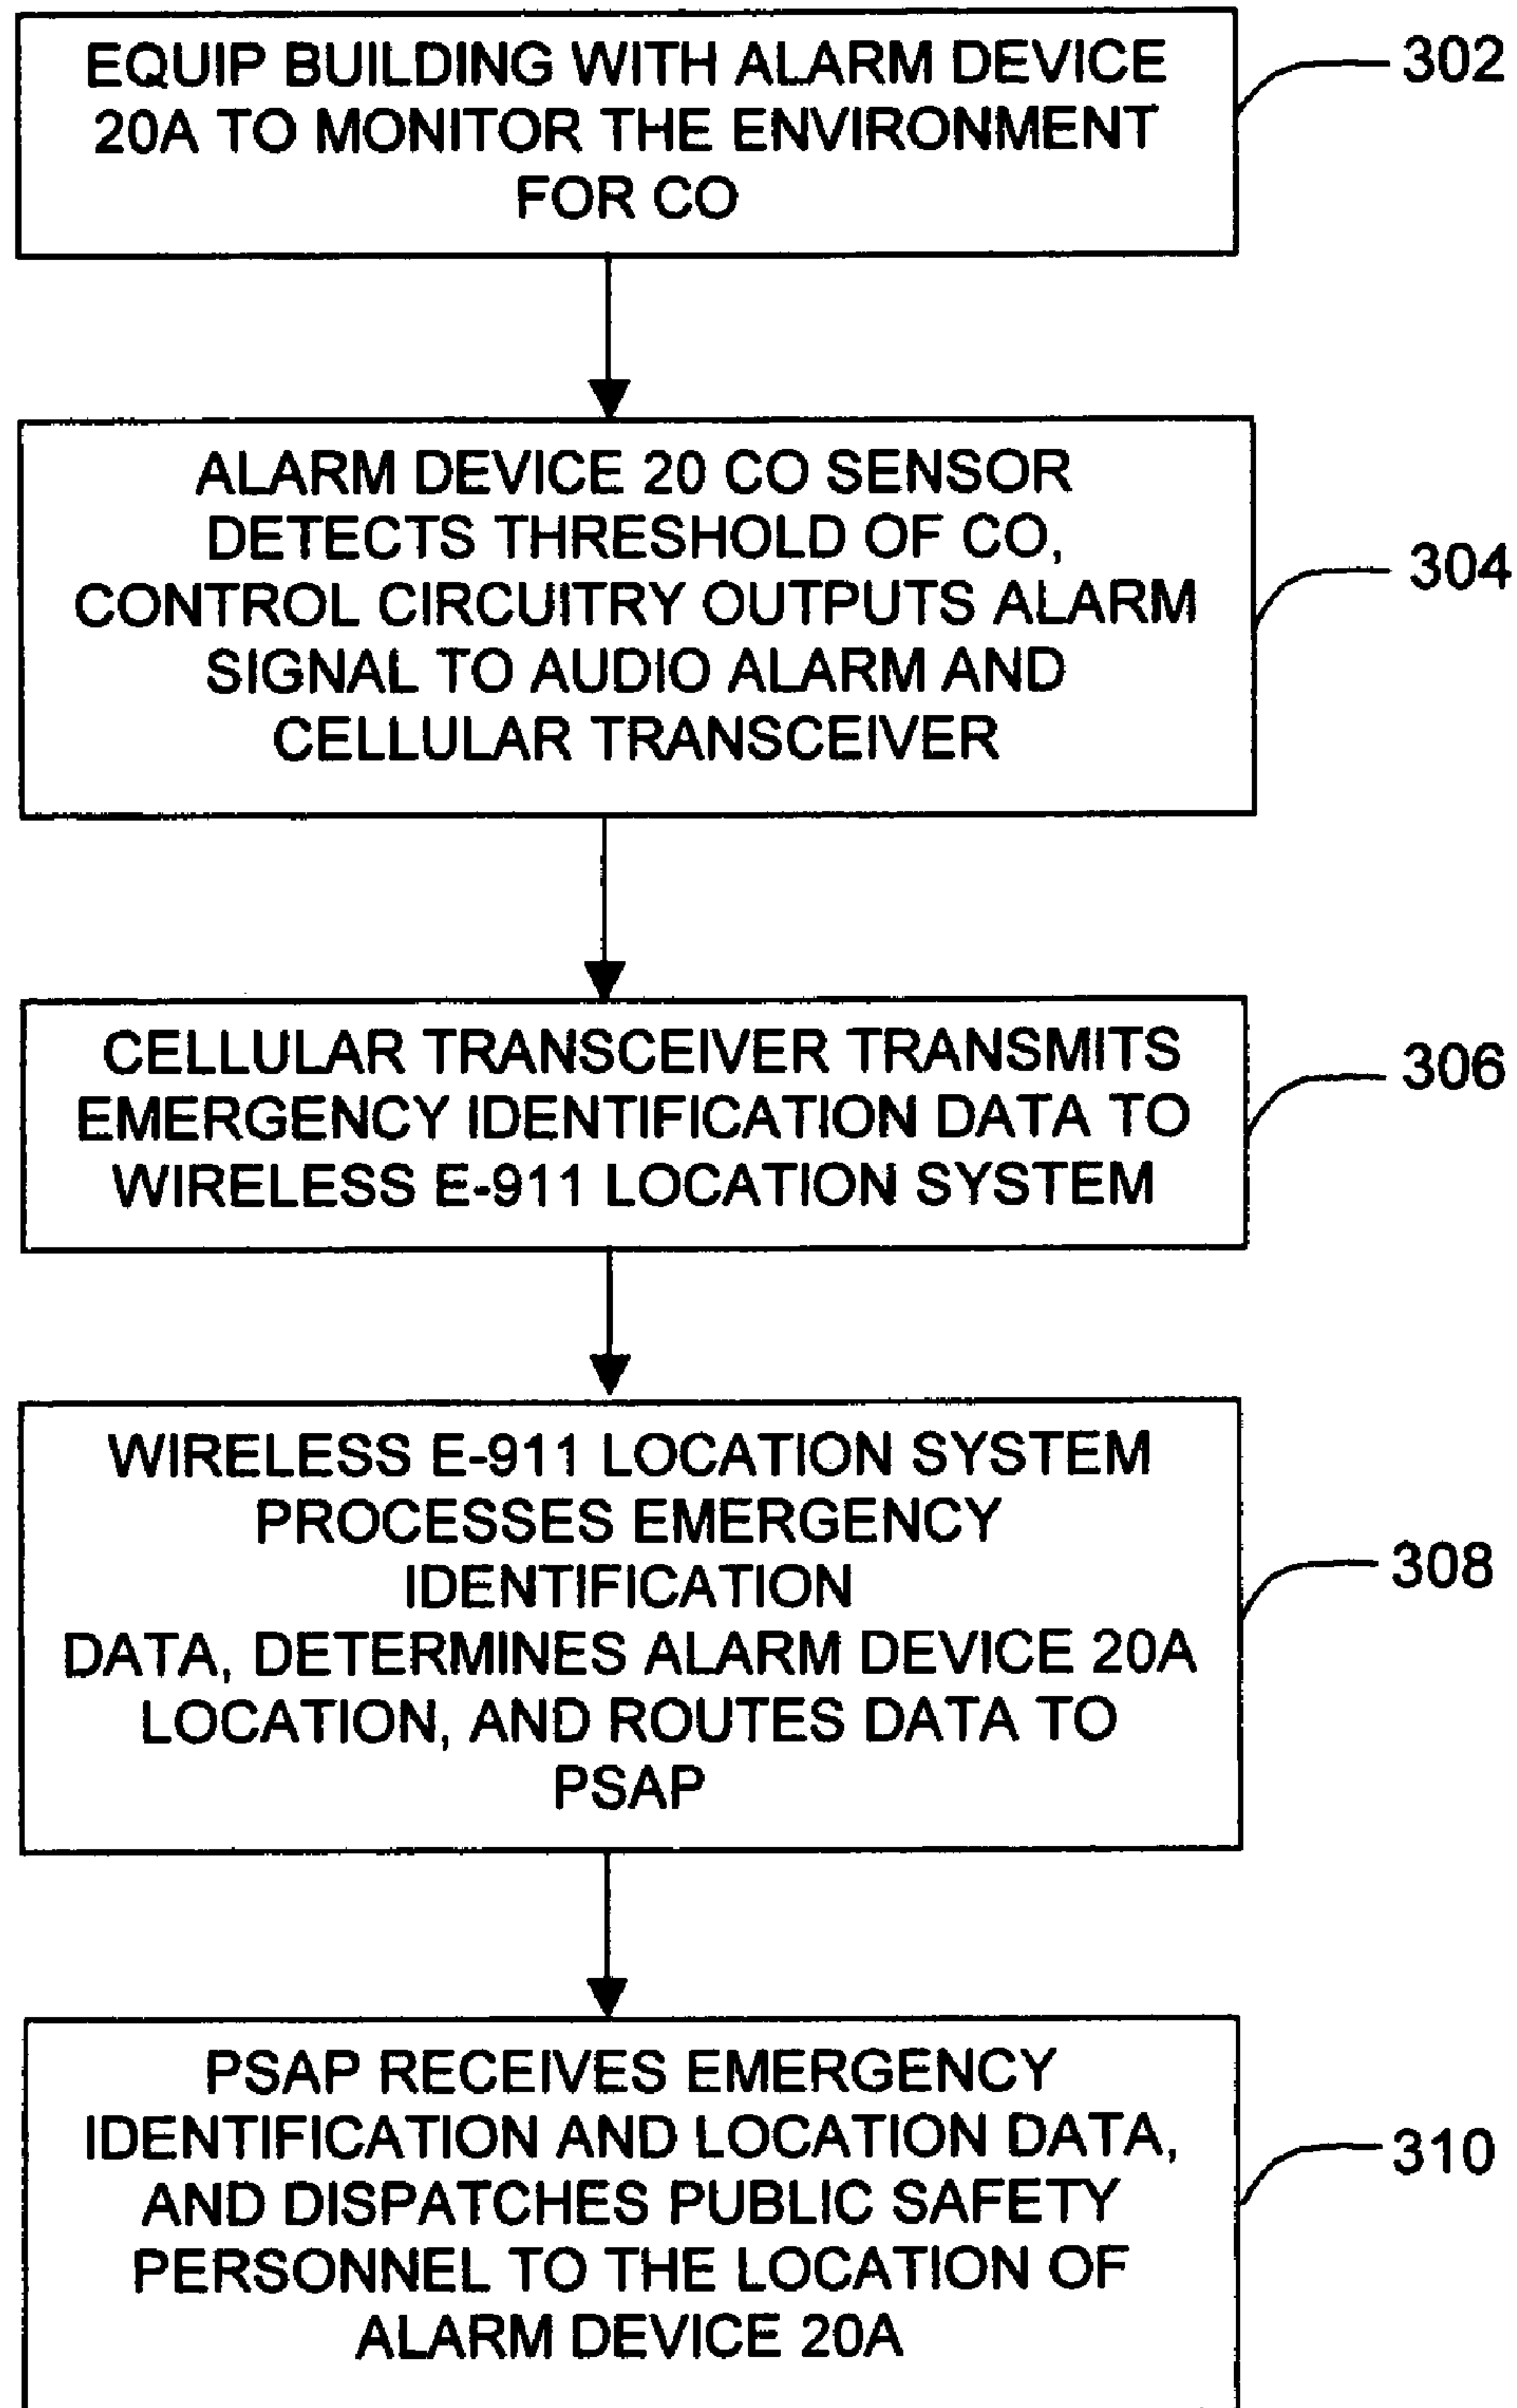 EQUIP BUILDING WITH ALARM DEVICE
20A TO MONITOR THE ENVIRONMENT
FOR CO
302
ALARM DEVICE 20 CO SENSOR
DETECTS THRESHOLD OF CO,
CONTROL CIRCUITRY OUTPUTS ALARM
SIGNAL TO AUDIO ALARM AND
CELLULAR TRANSCEIVER
304
CELLULAR TRANSCEIVER TRANSMITS
EMERGENCY IDENTIFICATION DATA TO
WIRELESS E-911 LOCATION SYSTEM
306
WIRELESS E-911 LOCATION SYSTEM
PROCESSES EMERGENCY
IDENTIFICATION
DATA, DETERMINES ALARM DEVICE 20A
LOCATION, AND ROUTES DATA TO
PSAP
308
PSAP RECEIVES EMERGENCY
IDENTIFICATION AND LOCATION DATA,
AND DISPATCHES PUBLIC SAFETY
PERSONNEL TO THE LOCATION OF
ALARM DEVICE 20A
310